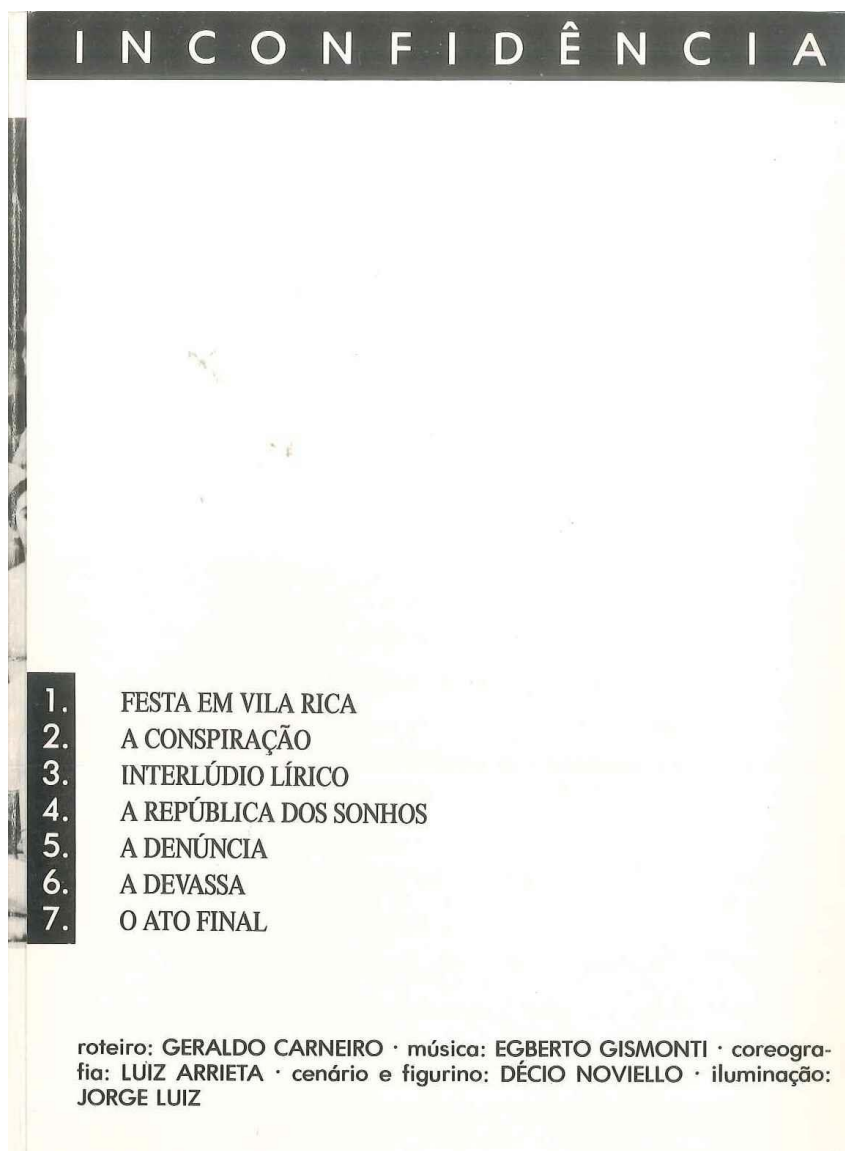 INCONFIDÊNCIA
1. FESTA EM VILA RICA
2. A CONSPIRAÇÃO
3. INTERLÚDIO LÍRICO
4. A REPÚBLICA DOS SONHOS
5. A DENÚNCIA
6. A DEVASSA
7. O ATO FINAL
roteiro: GERALDO CARNEIRO · música: EGBERTO GISMONTI · coreogra-
fia: LUIZ ARRIETA · cenário e figurino: DÉCIO NOVIELLO · iluminação:
JORGE LUIZ